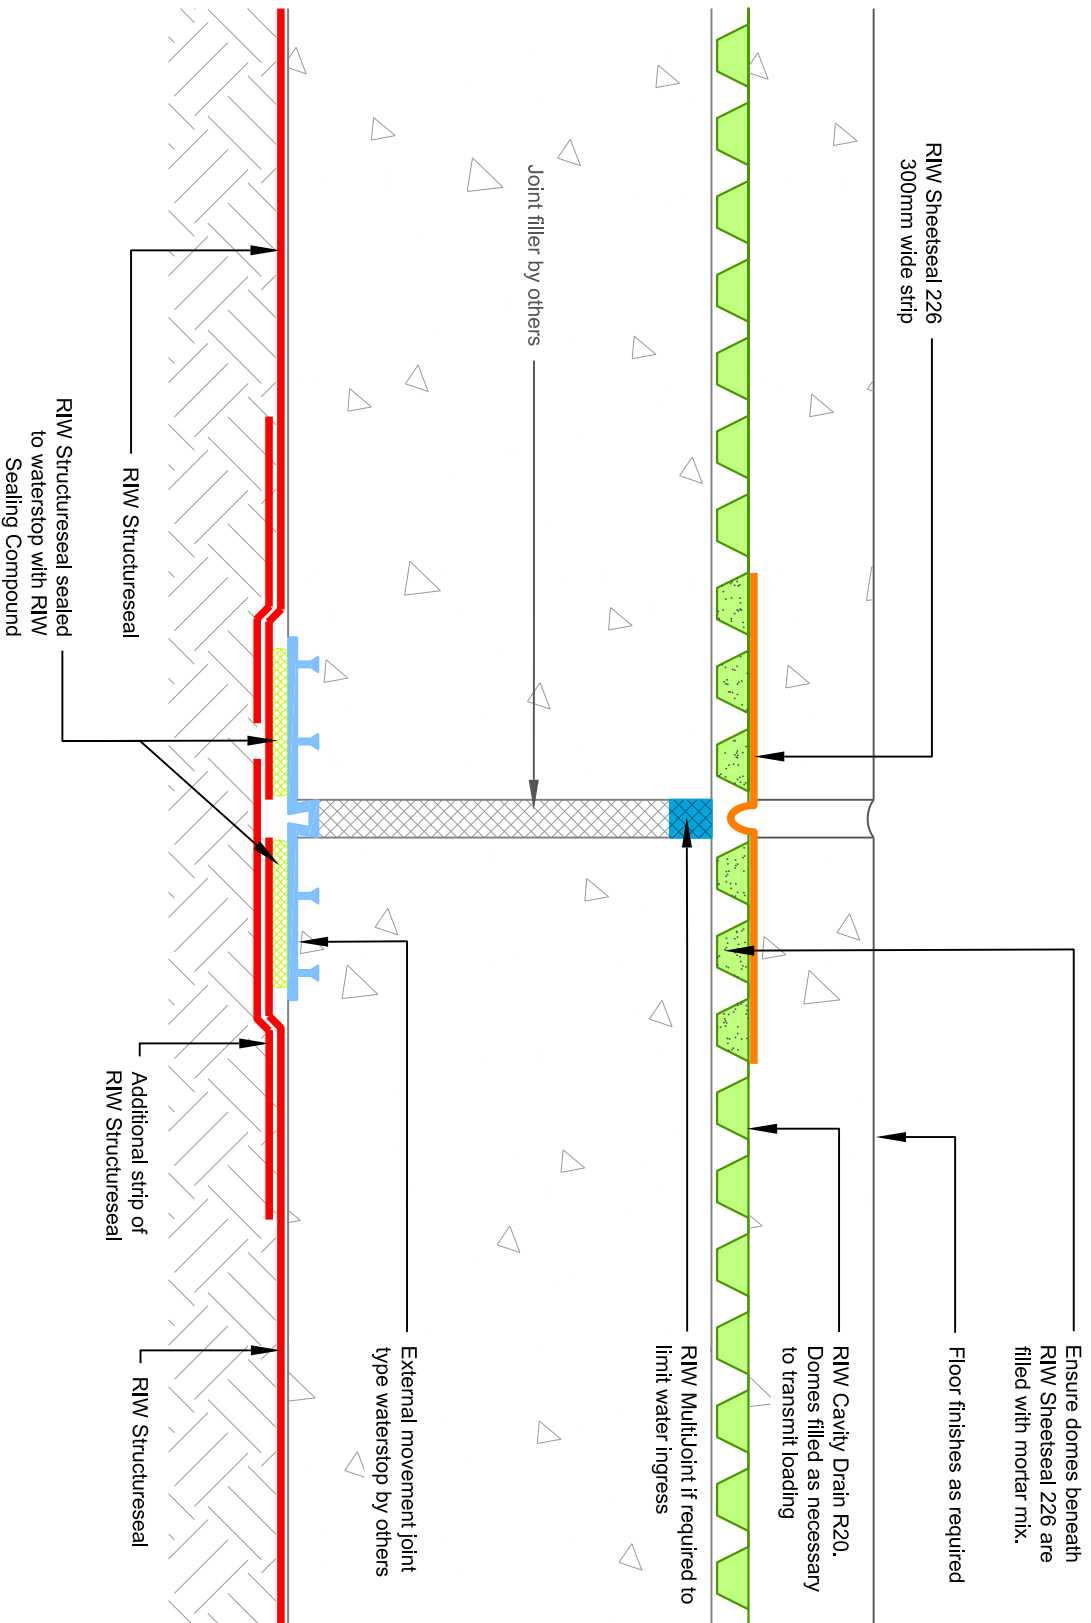 RIW Sheetseal 226
300mm wide strip
Joint filler by others
RIW Structureseal
RIW Structureseal sealed
to waterstop with RIW
Sealing Compound
Ensure domes beneath
RIW Sheetseal 226 are
filled with mortar mix.
Floor finishes as required
RIW Cavity Drain R20.
Domes filled as necessary
to transmit loading
RIW MultiJoint if required to
limit water ingress
External movement joint
type waterstop by others
Additional strip of
RIW Structureseal
RIW Structureseal